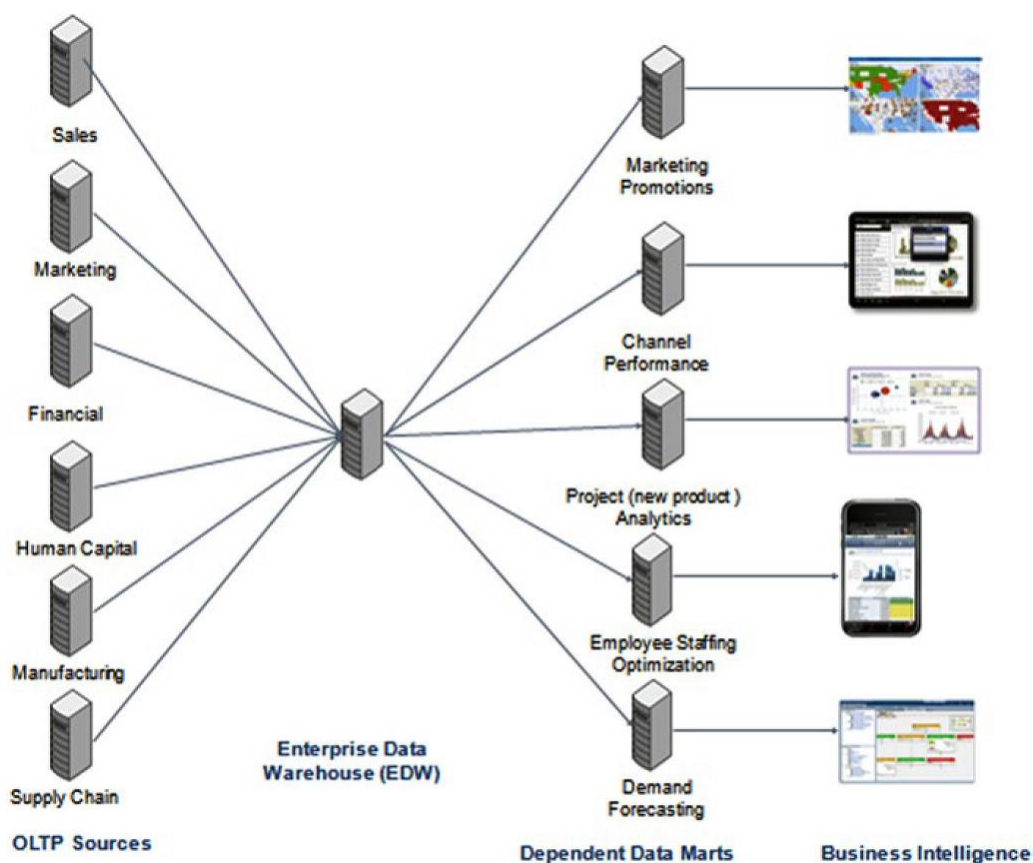 Sales
Marketing
Financial
Human Capital
Manufacturing
Supply Chain
OLTP Sources
Enterprise Data
Warehouse (EDW)
Marketing
Promotions
Channel
Performance
Project (new product )
Analytics
Employee Staffing
Optimization
Demand
Forecasting
Dependent Data Marts
Business Intelligence